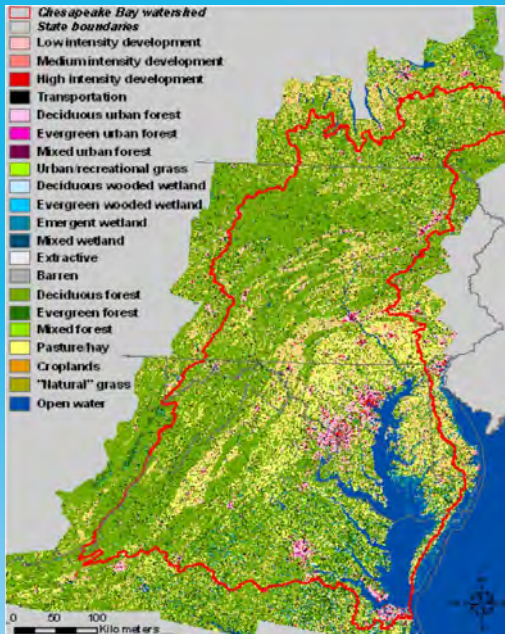 Chesapeake Bay watershed
State boundaries
Low intensity development
Medium intensity development
High intensity development
Transportation
Deciduous urban forest
Evergreen urban forest
Mixed urban forest
Urban/recreational grass
Deciduous wooded wetland
Evergreen wooded wetland
Emergent wetland
Mixed wetland
Extractive
Barren
Deciduous forest
Evergreen forest
Mixed forest
Pasture/hay
Croplands
"Natural" grass
Open water
0 50 100
Kilometers